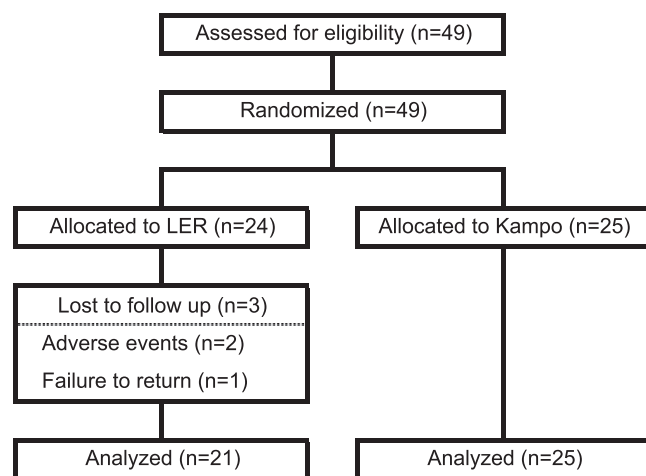 Assessed for eligibility (n=49)
Randomized (n=49)
Allocated to LER (n=24)
Allocated to Kampo (n=25)
Lost to follow up (n=3)
Adverse events (n=2)
Failure to return (n=1)
Analyzed (n=21)
Analyzed (n=25)